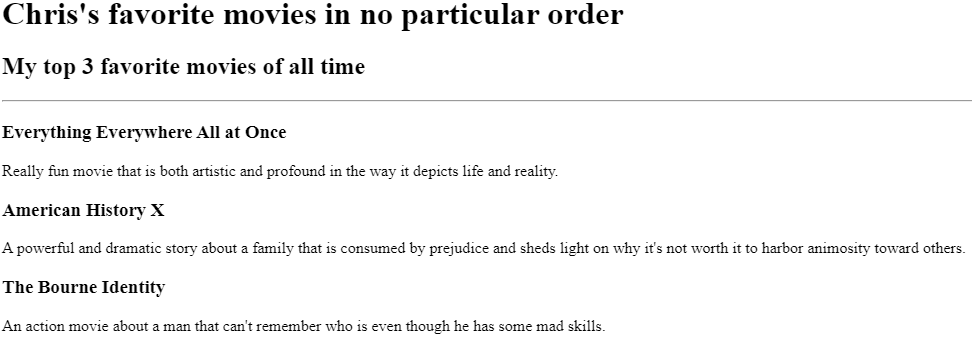 Chris's favorite movies in no particular order
My top 3 favorite movies of all time
Everything Everywhere All at Once
Really fun movie that is both artistic and profound in the way it depicts life and reality.
American History X
A powerful and dramatic story about a family that is consumed by prejudice and sheds light on why it's not worth it to harbor animosity toward others.
The Bourne Identity
An action movie about a man that can't remember who is even though he has some mad skills.